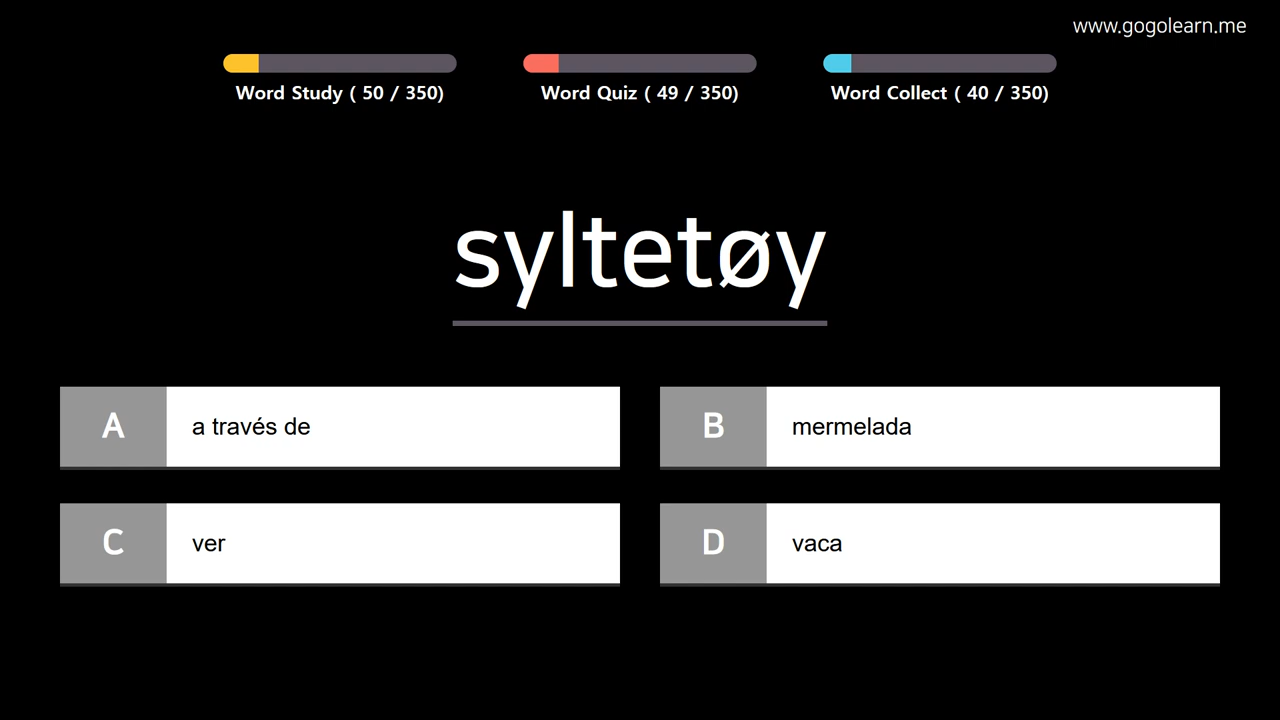 www.gogolearn.me
Word Study ( 50 / 350)
Word Quiz ( 49 / 350)
Word Collect ( 40 / 350)
syltetøy
A
a través de
B
mermelada
C
ver
D
vaca